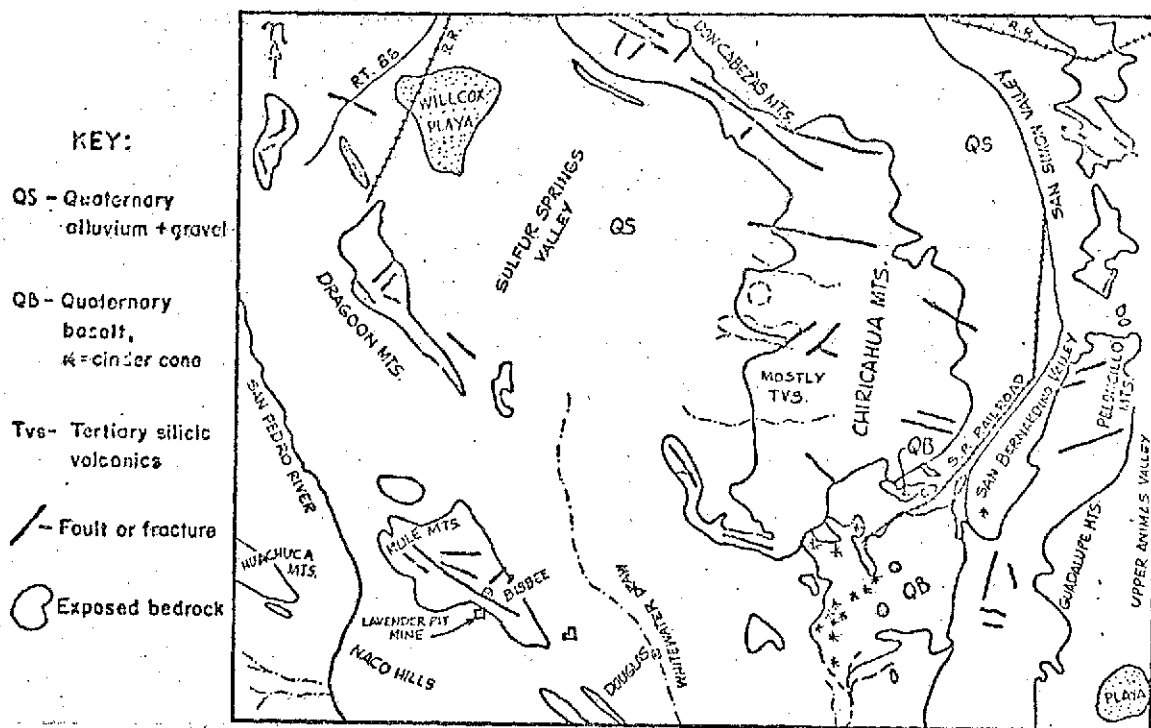 KEY:
QS – Quaternary
alluvium + gravel
QB – Quaternary
basalt,
* = cinder cone
Tvs – Tertiary silicic
volcanics
– Fault or fracture
Exposed bedrock
RT. 88
R.R.
WILLCOX
PLAYA
DON CABEZAS MTS.
R.R.
SAN SIMON VALLEY
QS
SULFUR SPRINGS
VALLEY
QS
DRAGOON MTS.
CHIRICAHUA MTS.
MOSTLY
TVS.
PELONCILLO
MTS.
S.P. RAILROAD
SAN BERNARDINO VALLEY
QB
SAN PEDRO RIVER
MULE MTS.
HUACHUCA
MTS.
BISBEE
LAVENDER PIT
MINE
NACO HILLS
DOUGLAS
WHITEWATER DRAW
QB
GUADALUPE MTS.
UPPER ANIMAS VALLEY
PLAYA